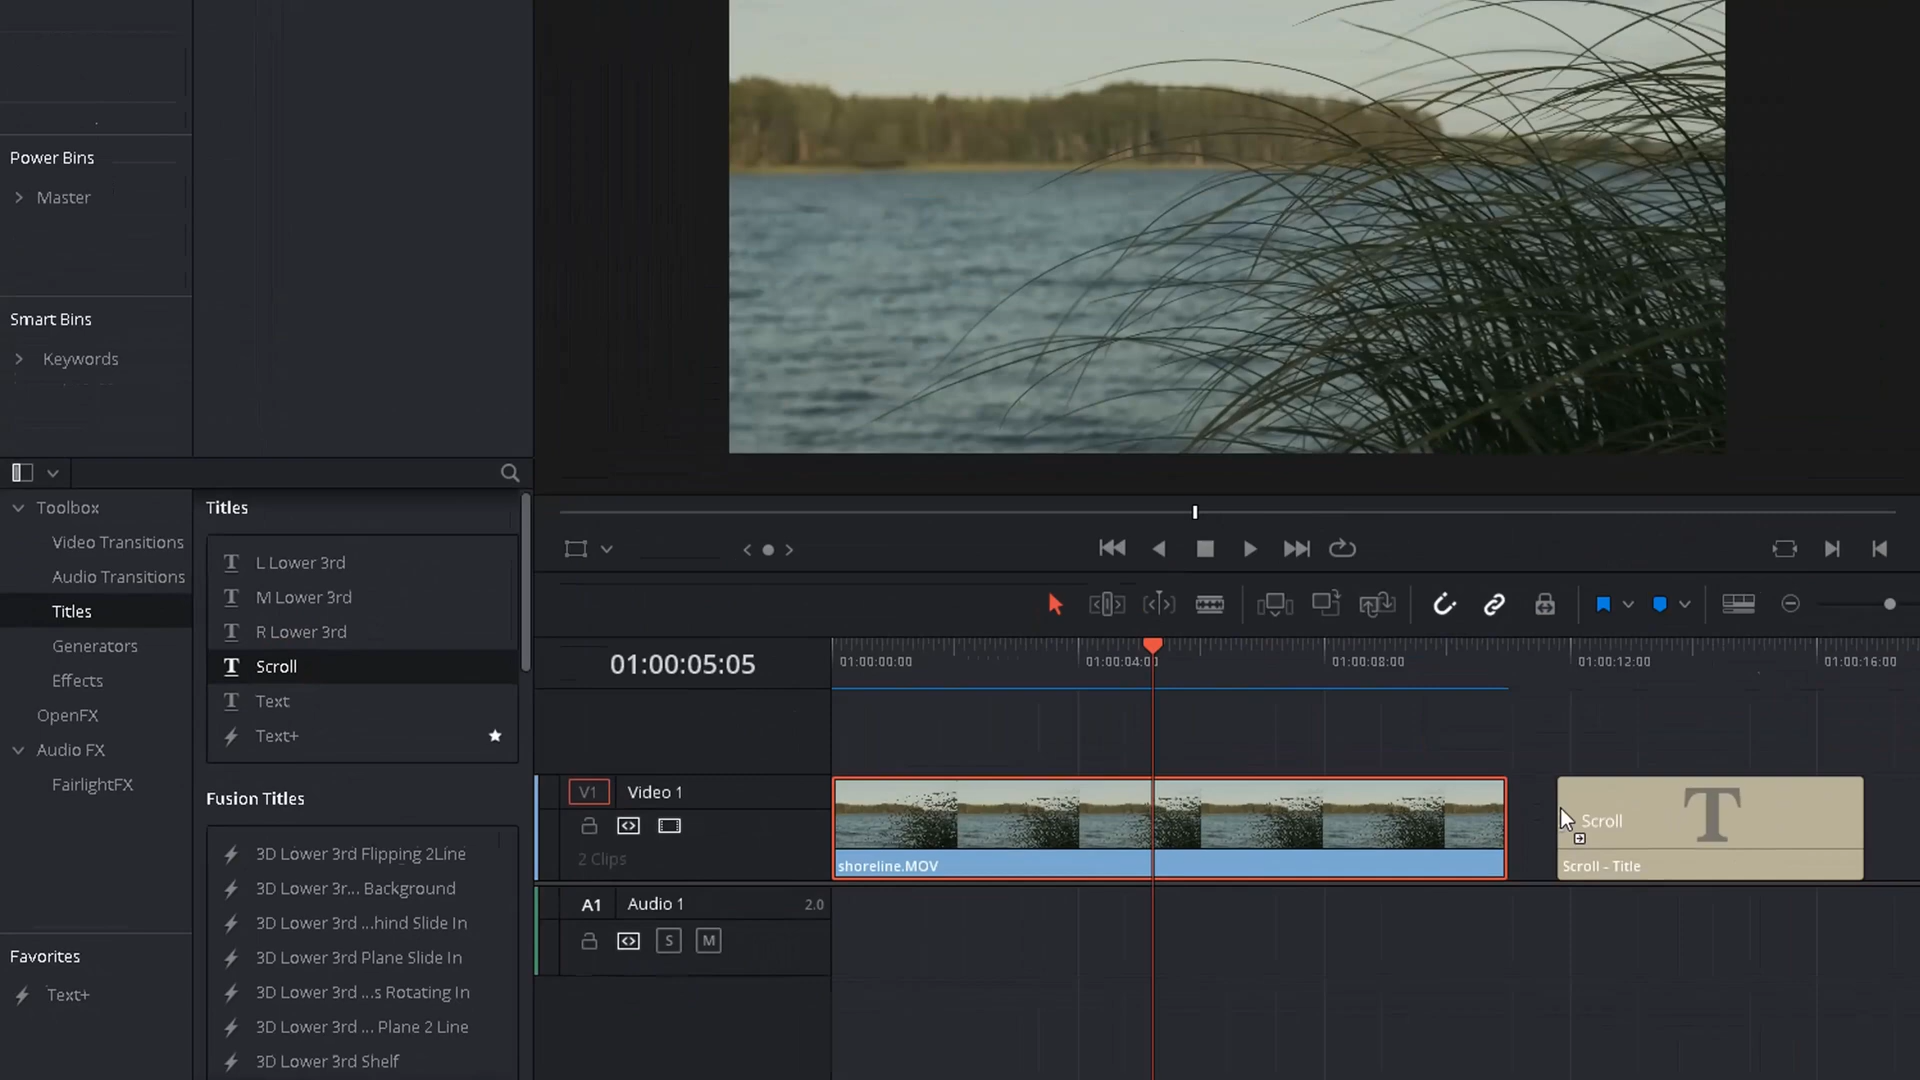 Power Bins
Master
Smart Bins
Keywords
Toolbox
Video Transitions
Audio Transitions
Titles
Generators
Effects
OpenFX
Audio FX
FairlightFX
Favorites
Text+
Titles
L Lower 3rd
M Lower 3rd
R Lower 3rd
Scroll
Text
Text+
Fusion Titles
3D Lower 3rd Flipping 2Line
3D Lower 3r... Background
3D Lower 3rd ...hind Slide In
3D Lower 3rd Plane Slide In
3D Lower 3rd ...s Rotating In
3D Lower 3rd ... Plane 2 Line
3D Lower 3rd Shelf
01:00:05:05
01:00:00:00
01:00:04:00
01:00:08:00
01:00:12:00
01:00:16:00
V1 Video 1
2 Clips
shoreline.MOV
Scroll
T
Scroll - Title
A1 Audio 1 2.0
S M